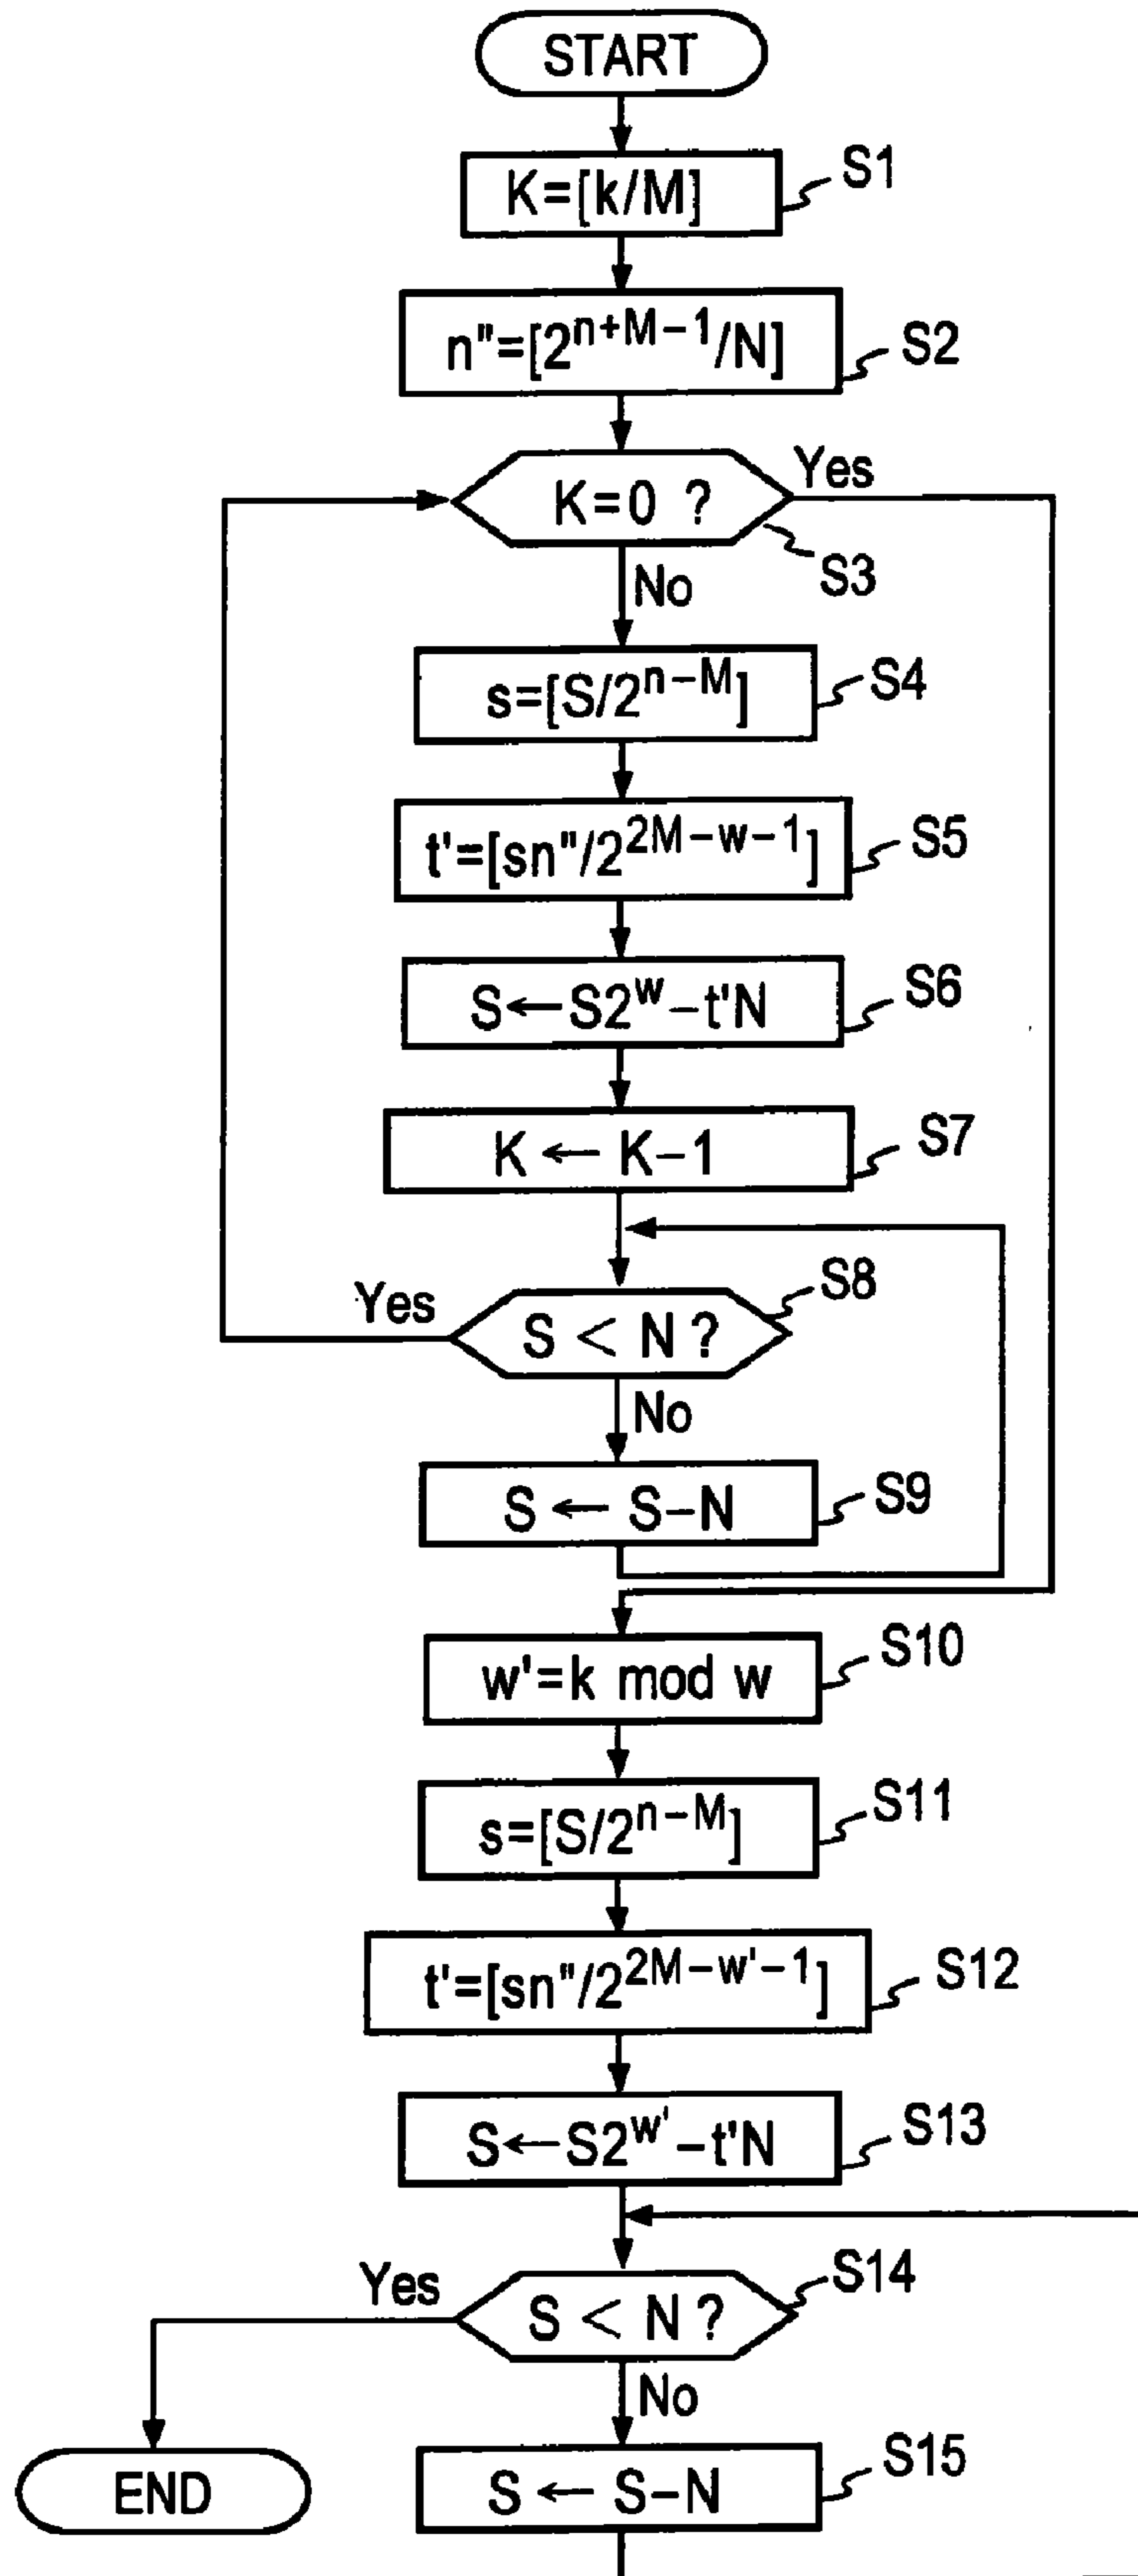 START
K=[k/M]
S1
n"=[2^{n+M-1}/N]
S2
K=0 ?
Yes
S3
No
s=[S/2^{n-M}]
S4
t'=[sn"/2^{2M-w-1}]
S5
S←S2^{w}-t'N
S6
K ← K-1
S7
S8
Yes
S < N ?
No
S ← S-N
S9
w'=k mod w
S10
s=[S/2^{n-M}]
S11
t'=[sn"/2^{2M-w'-1}]
S12
S←S2^{w'}-t'N
S13
S14
Yes
S < N ?
No
S ← S-N
S15
END